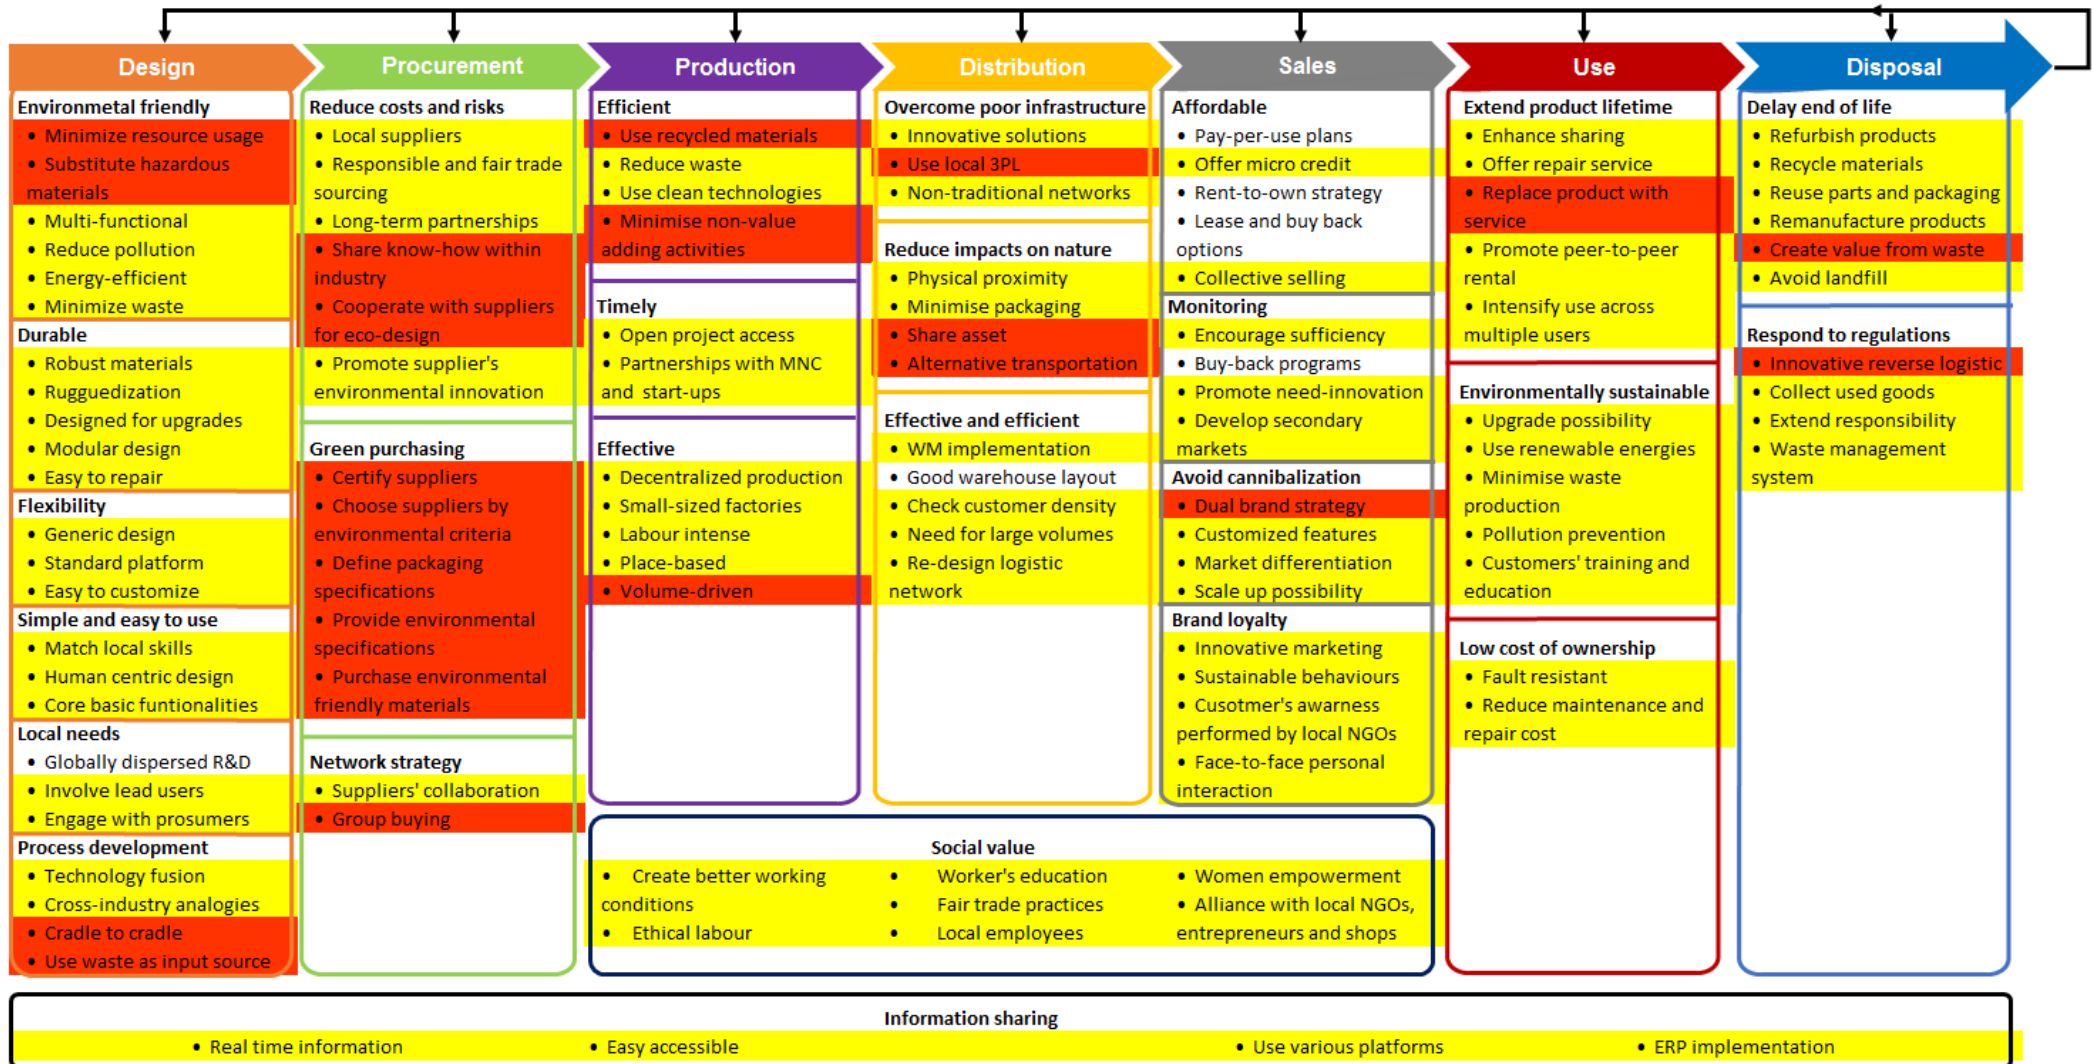 Design
Procurement
Production
Distribution
Sales
Use
Disposal
Environmetal friendly
• Minimize resource usage
• Substitute hazardous
materials
• Multi-functional
• Reduce pollution
• Energy-efficient
• Minimize waste
Durable
• Robust materials
• Rugguedization
• Designed for upgrades
• Modular design
• Easy to repair
Flexibility
• Generic design
• Standard platform
• Easy to customize
Simple and easy to use
• Match local skills
• Human centric design
• Core basic funtionalities
Local needs
• Globally dispersed R&D
• Involve lead users
• Engage with prosumers
Process development
• Technology fusion
• Cross-industry analogies
• Cradle to cradle
• Use waste as input source
Reduce costs and risks
• Local suppliers
• Responsible and fair trade
sourcing
• Long-term partnerships
• Share know-how within
industry
• Cooperate with suppliers
for eco-design
• Promote supplier's
environmental innovation
Green purchasing
• Certify suppliers
• Choose suppliers by
environmental criteria
• Define packaging
specifications
• Provide environmental
specifications
• Purchase environmental
friendly materials
Network strategy
• Suppliers' collaboration
• Group buying
Efficient
• Use recycled materials
• Reduce waste
• Use clean technologies
• Minimise non-value
adding activities
Timely
• Open project access
• Partnerships with MNC
and start-ups
Effective
• Decentralized production
• Small-sized factories
• Labour intense
• Place-based
• Volume-driven
Overcome poor infrastructure
• Innovative solutions
• Use local 3PL
• Non-traditional networks
Reduce impacts on nature
• Physical proximity
• Minimise packaging
• Share asset
• Alternative transportation
Effective and efficient
• WM implementation
• Good warehouse layout
• Check customer density
• Need for large volumes
• Re-design logistic
network
Affordable
• Pay-per-use plans
• Offer micro credit
• Rent-to-own strategy
• Lease and buy back
options
• Collective selling
Monitoring
• Encourage sufficiency
• Buy-back programs
• Promote need-innovation
• Develop secondary
markets
Avoid cannibalization
• Dual brand strategy
• Customized features
• Market differentiation
• Scale up possibility
Brand loyalty
• Innovative marketing
• Sustainable behaviours
• Cusotmer's awarness
performed by local NGOs
• Face-to-face personal
interaction
Extend product lifetime
• Enhance sharing
• Offer repair service
• Replace product with
service
• Promote peer-to-peer
rental
• Intensify use across
multiple users
Environmentally sustainable
• Upgrade possibility
• Use renewable energies
• Minimise waste
production
• Pollution prevention
• Customers' training and
education
Low cost of ownership
• Fault resistant
• Reduce maintenance and
repair cost
Delay end of life
• Refurbish products
• Recycle materials
• Reuse parts and packaging
• Remanufacture products
• Create value from waste
• Avoid landfill
Respond to regulations
• Innovative reverse logistic
• Collect used goods
• Extend responsibility
• Waste management
system
Social value
• Create better working
conditions
• Ethical labour
• Worker's education
• Fair trade practices
• Local employees
• Women empowerment
• Alliance with local NGOs,
entrepreneurs and shops
Information sharing
• Real time information
• Easy accessible
• Use various platforms
• ERP implementation